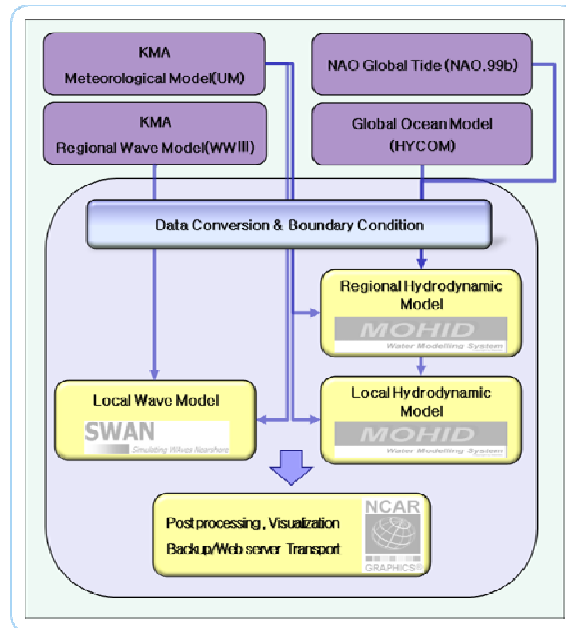 KMA
Meteorological Model(UM)
NAO Global Tide (NAO.99b)
KMA
Regional Wave Model(WWⅢ)
Global Ocean Model
(HYCOM)
Data Conversion & Boundary Condition
Regional Hydrodynamic
Model
MOHID
Water Modelling System
Local Wave Model
SWAN
Simulating WAves Nearshore
Local Hydrodynamic
Model
MOHID
Water Modelling System
Post processing, Visualization
Backup/Web server Transport
NCAR
GRAPHICS®